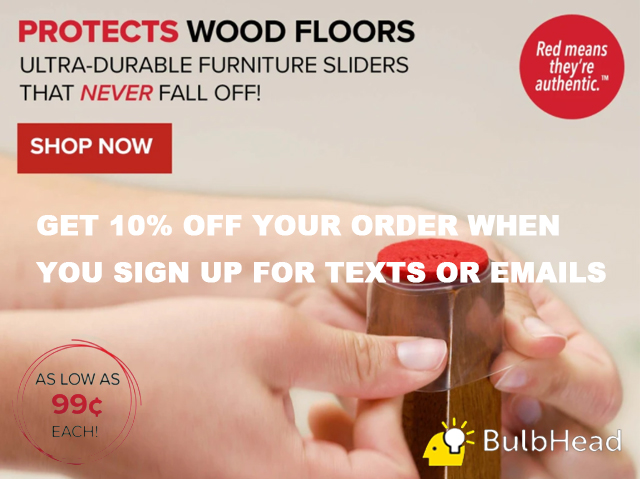 PROTECTS WOOD FLOORS
ULTRA-DURABLE FURNITURE SLIDERS
THAT NEVER FALL OFF!
Red means
they're
authentic.™
SHOP NOW
GET 10% OFF YOUR ORDER WHEN
YOU SIGN UP FOR TEXTS OR EMAILS
AS LOW AS
99¢
EACH!
BulbHead